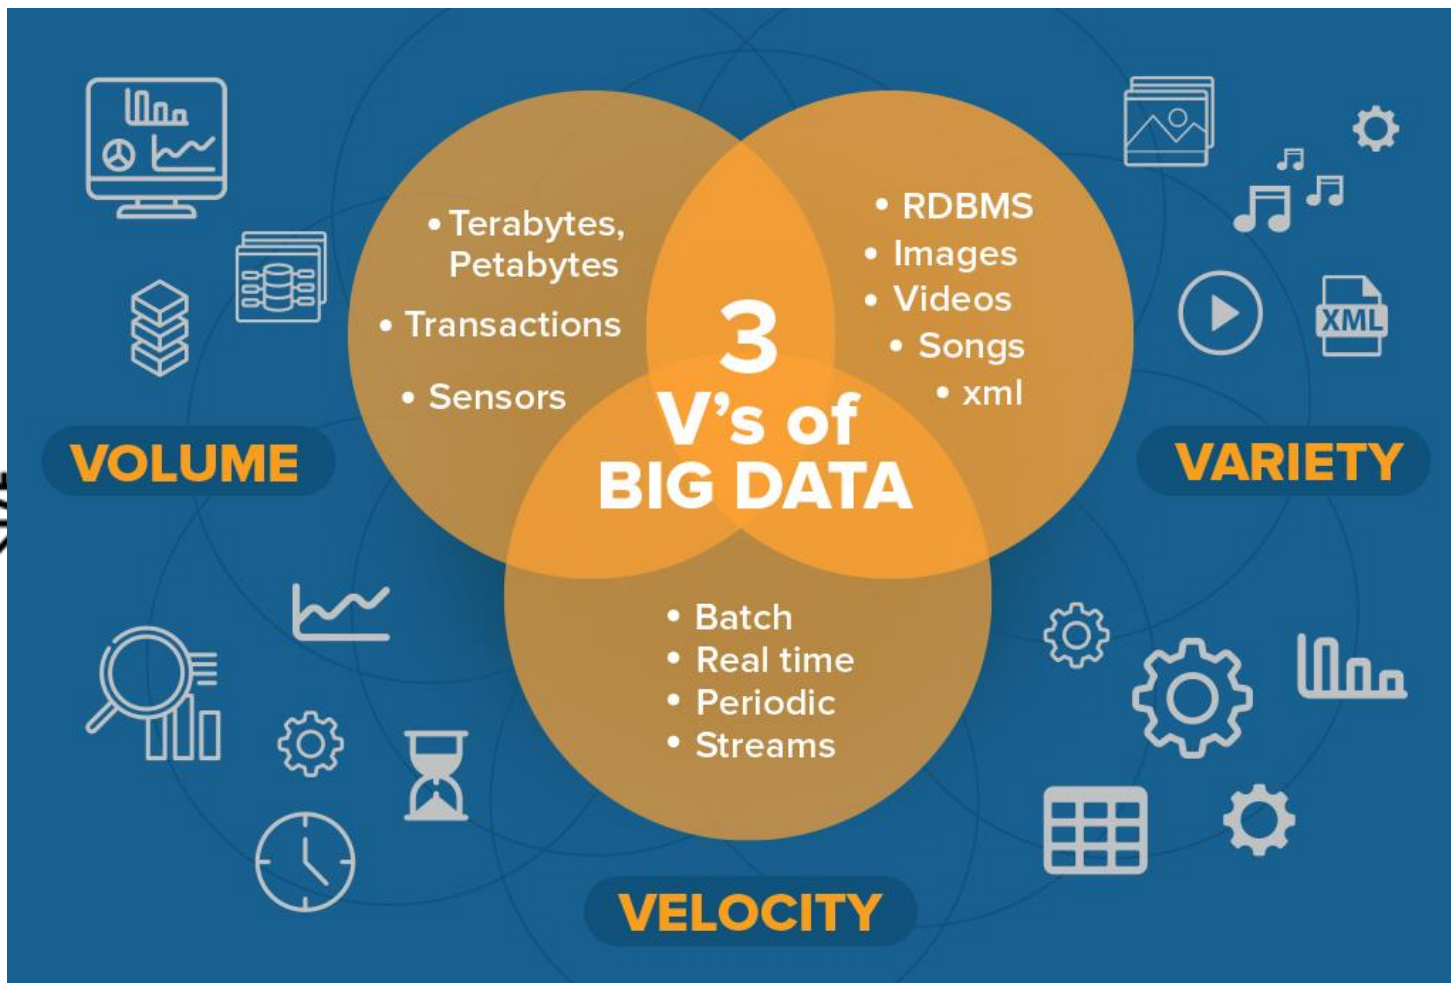 • Terabytes,
Petabytes
• Transactions
• Sensors
VOLUME
3
V’s of
BIG DATA
• RDBMS
• Images
• Videos
• Songs
• xml
XML
VARIETY
• Batch
• Real time
• Periodic
• Streams
VELOCITY